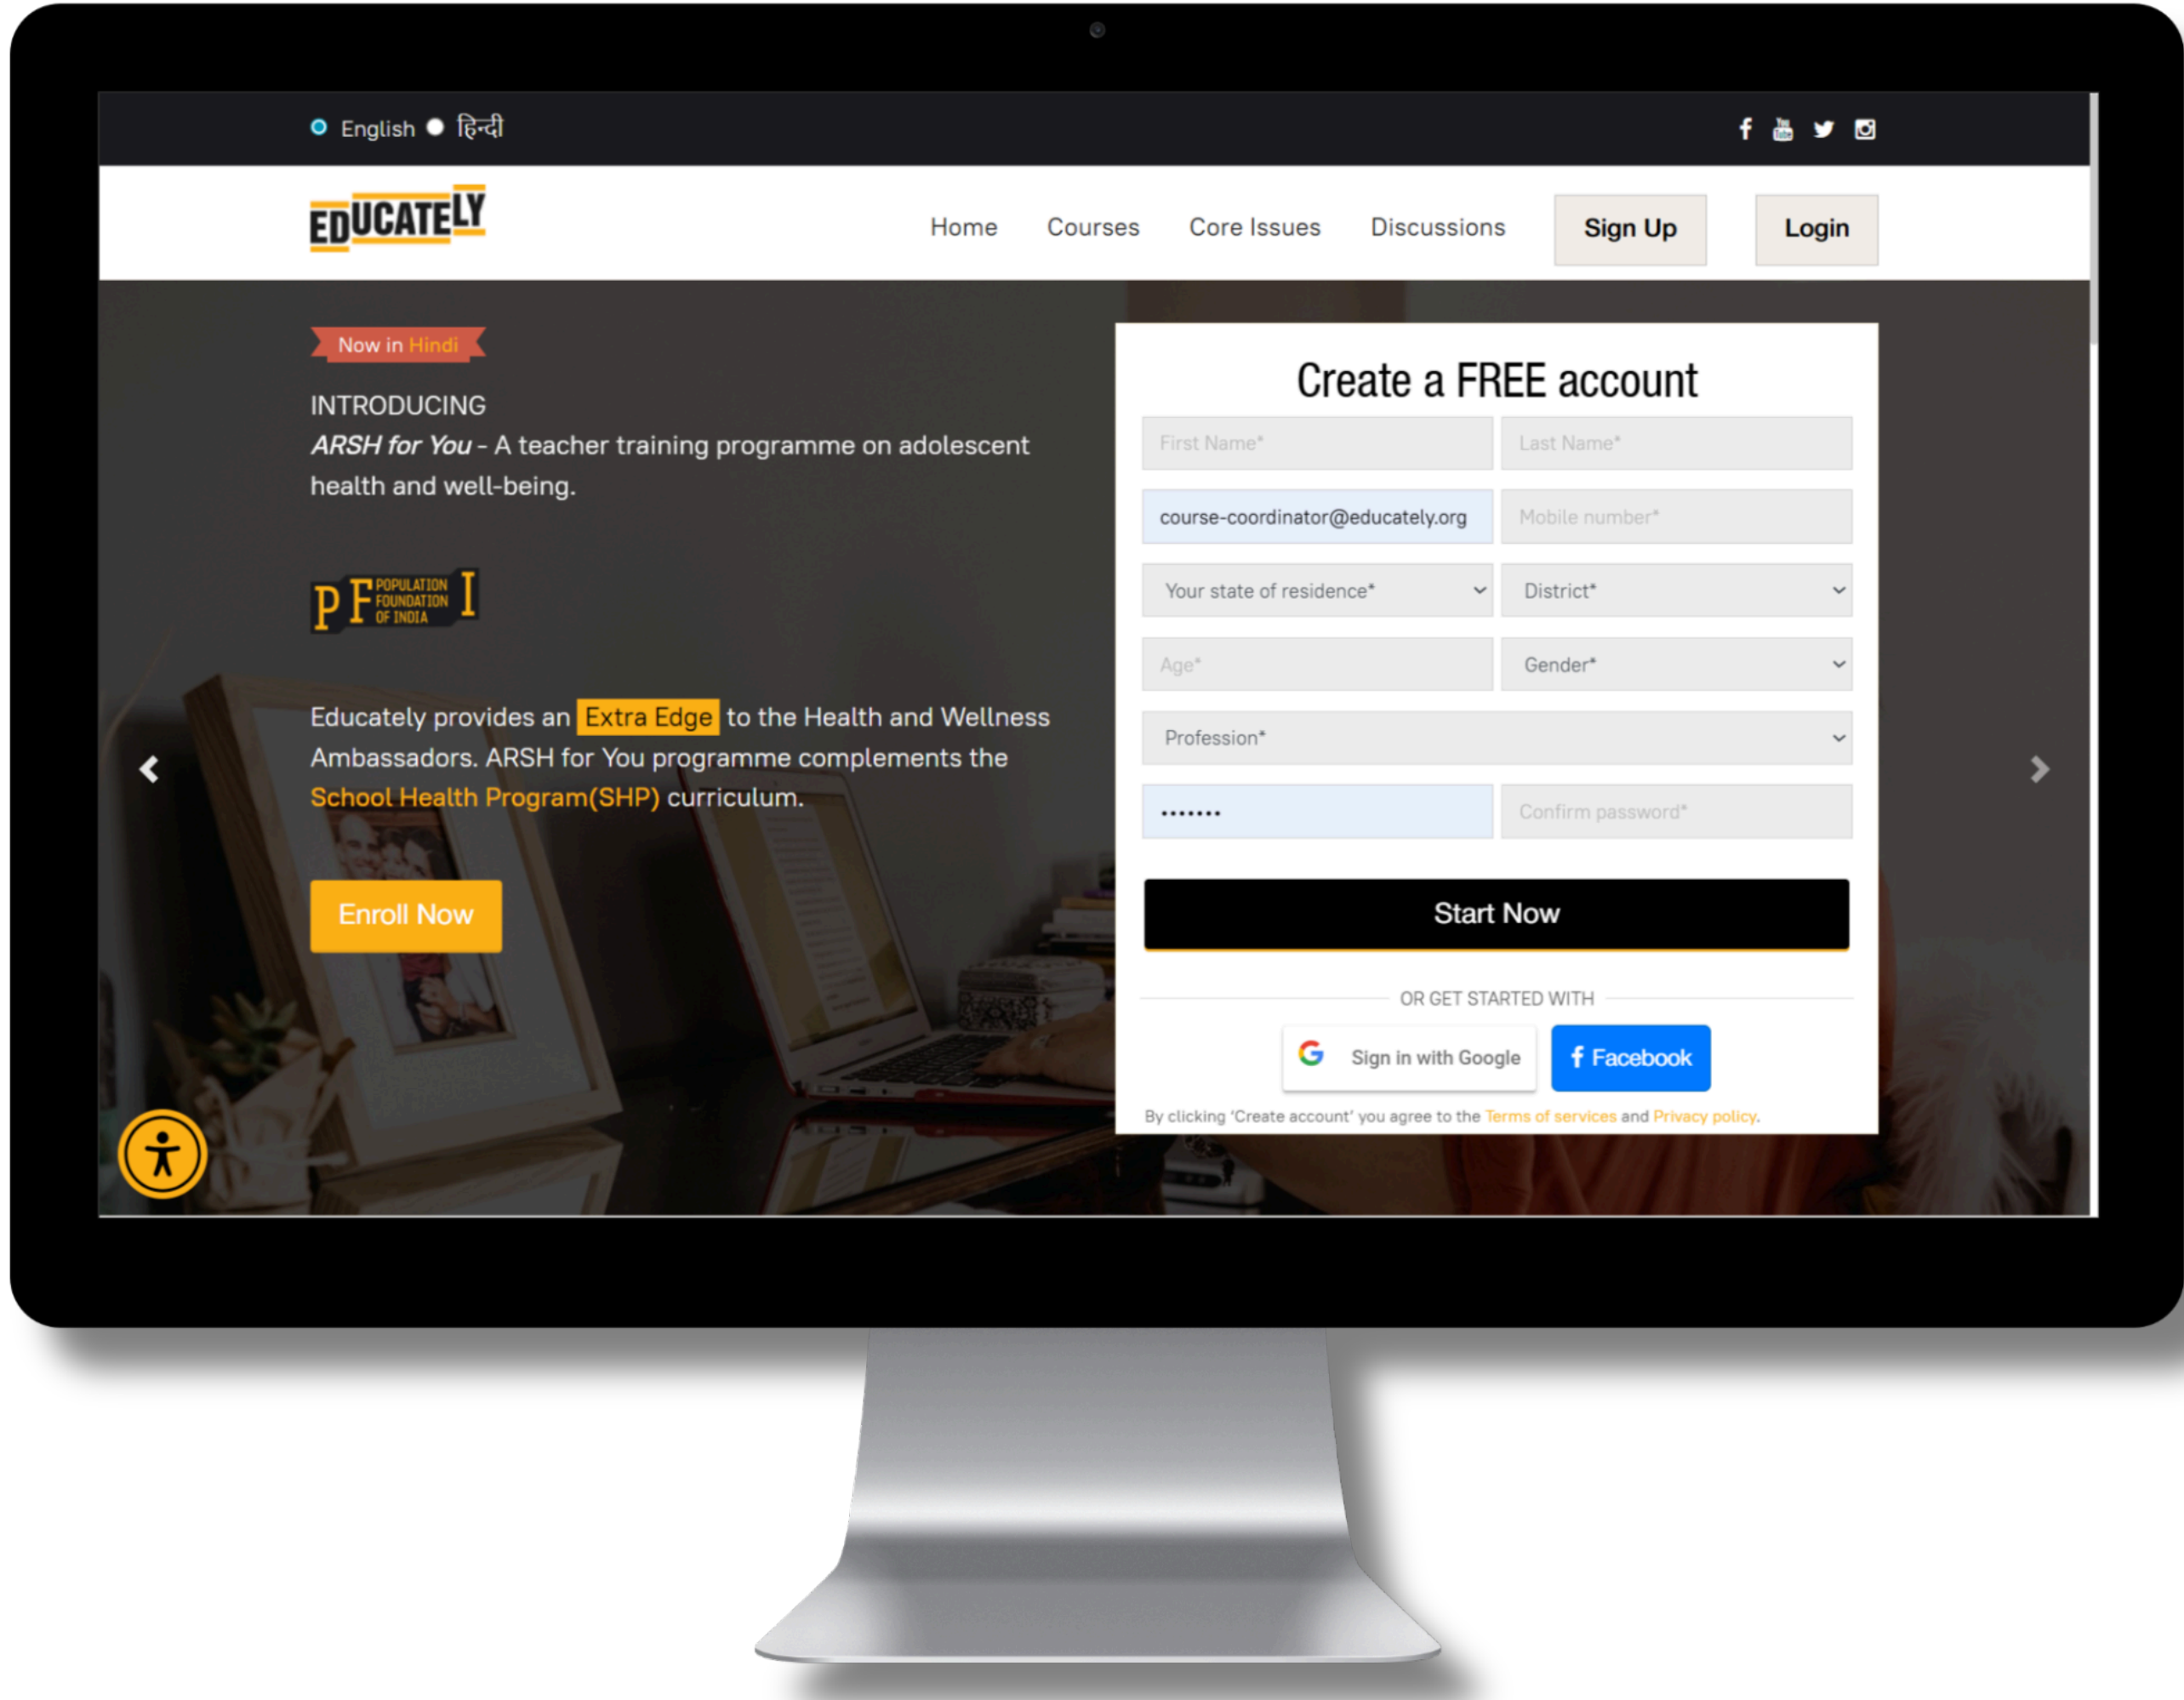 English हिन्दी
EDUCATELY
Home Courses Core Issues Discussions Sign Up Login
Now in Hindi
INTRODUCING
ARSH for You - A teacher training programme on adolescent
health and well-being.
PFI POPULATION
FOUNDATION
OF INDIA
Educately provides an Extra Edge to the Health and Wellness
Ambassadors. ARSH for You programme complements the
School Health Program(SHP) curriculum.
Enroll Now
Create a FREE account
First Name* Last Name*
course-coordinator@educately.org Mobile number*
Your state of residence* District*
Age* Gender*
Profession*
••••••• Confirm password*
Start Now
OR GET STARTED WITH
Sign in with Google Facebook
By clicking ‘Create account’ you agree to the Terms of services and Privacy policy.